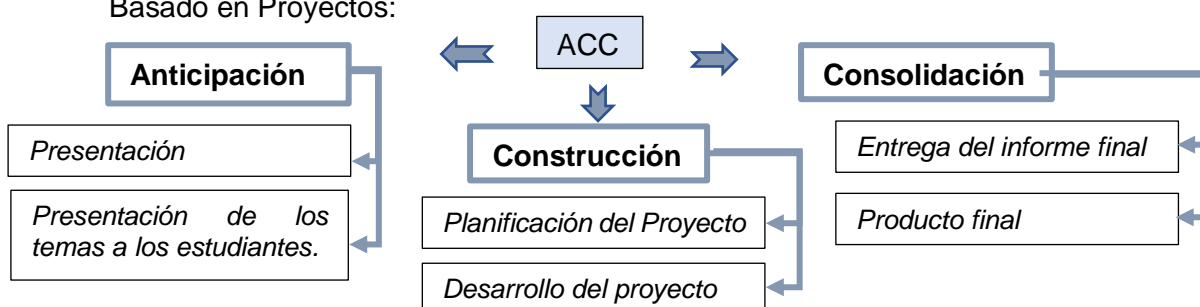 Basado en Proyectos:
ACC
Anticipación
Presentación
Presentación de los
temas a los estudiantes.
Construcción
Planificación del Proyecto
Desarrollo del proyecto
Consolidación
Entrega del informe final
Producto final